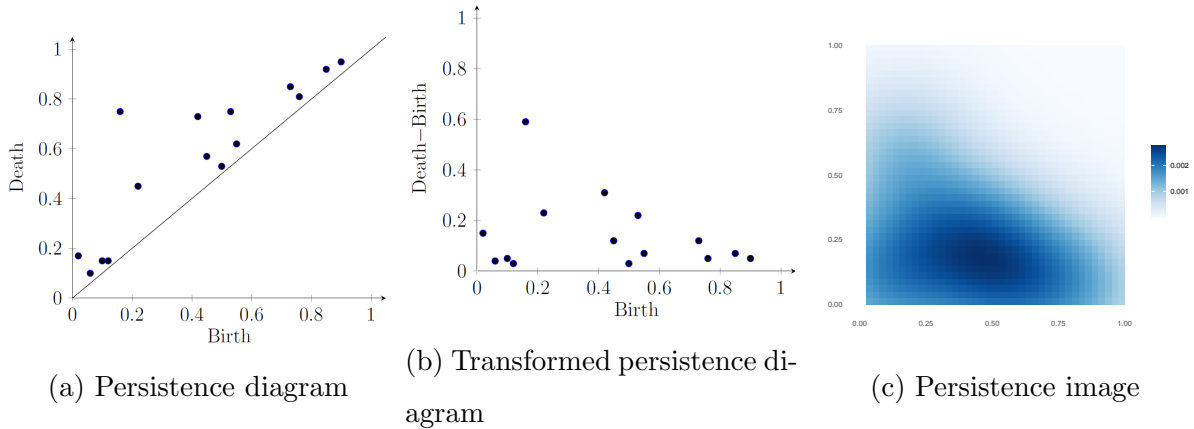 1
0.8
0.6
0.4
0.2
0
Death
0 0.2 0.4 0.6 0.8 1
Birth
(a) Persistence diagram
1
0.8
0.6
0.4
0.2
0
Death−Birth
0 0.2 0.4 0.6 0.8 1
Birth
(b) Transformed persistence di-
agram
1.00
0.75
0.50
0.25
0.00
0.00 0.25 0.50 0.75 1.00
0.002
0.001
(c) Persistence image